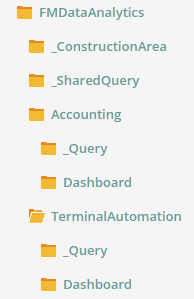 FMDataAnalytics
_ConstructionArea
_SharedQuery
Accounting
_Query
Dashboard
TerminalAutomation
_Query
Dashboard